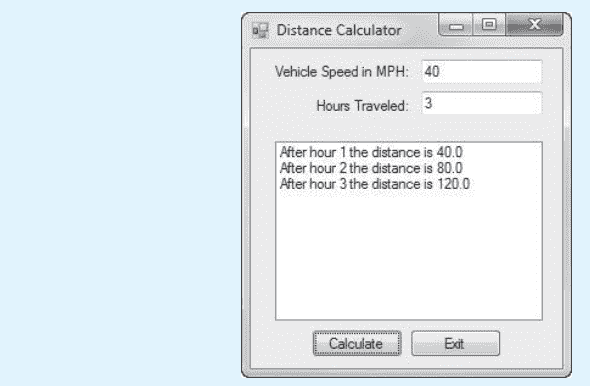 Distance Calculator
Vehicle Speed in MPH: 40
Hours Traveled: 3
After hour 1 the distance is 40.0
After hour 2 the distance is 80.0
After hour 3 the distance is 120.0
Calculate Exit